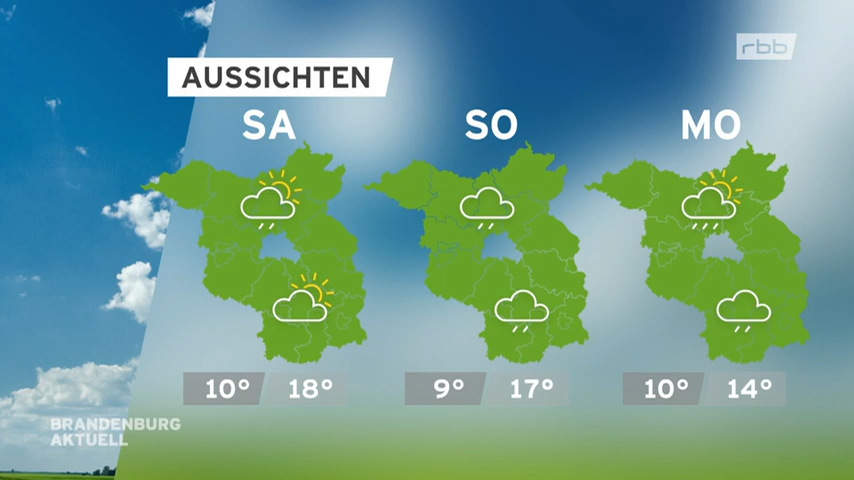 rbb
AUSSICHTEN
SA SO MO
10° 18° 9° 17° 10° 14°
BRANDENBURG
AKTUELL